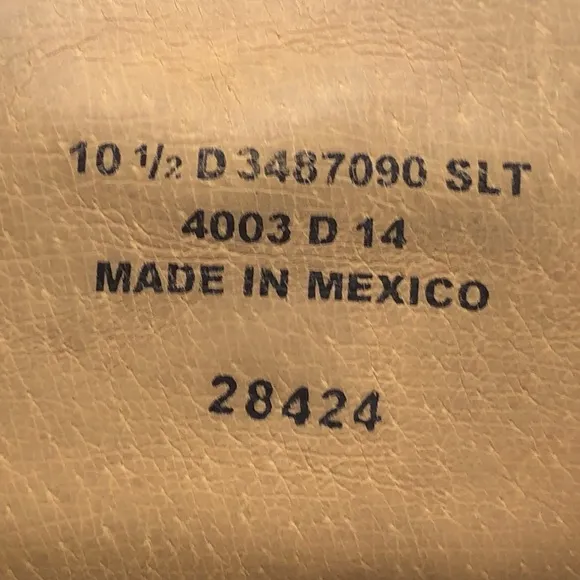 10 1/2 D 3487090 SLT
4003 D 14
MADE IN MEXICO
28424